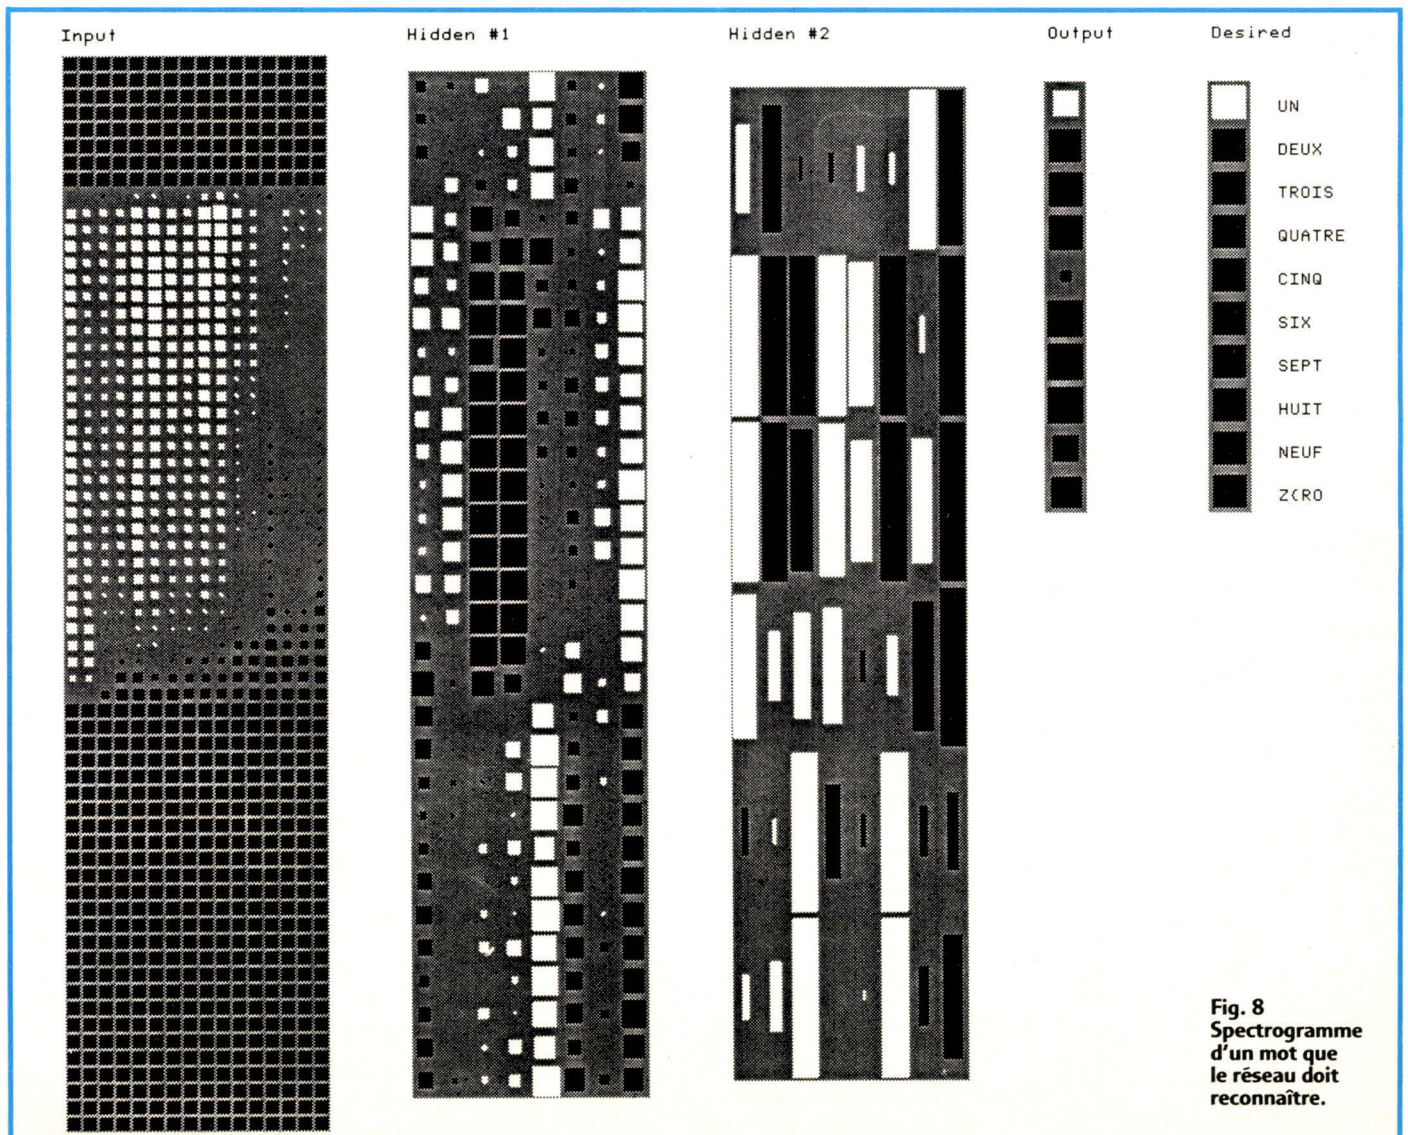 Input Hidden #1 Hidden #2 Output Desired
UN
DEUX
TROIS
QUATRE
CINQ
SIX
SEPT
HUIT
NEUF
Z(RO
Fig. 8
Spectrogramme
d'un mot que
le réseau doit
reconnaître.